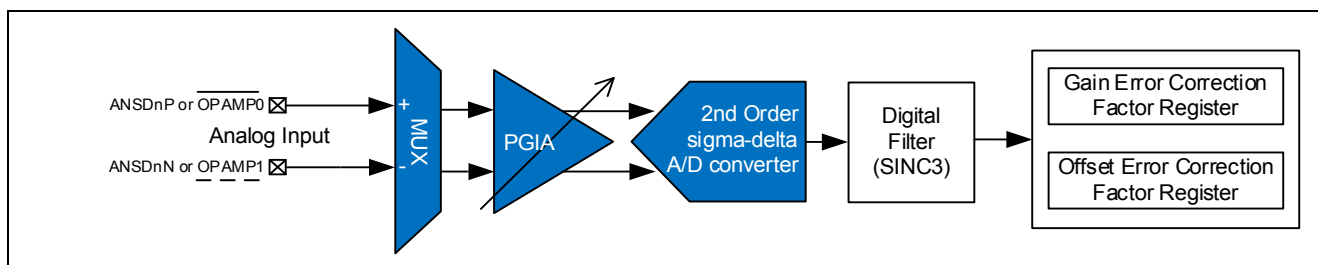 ANSDnP or OPAMP0
Analog Input
ANSDnN or OPAMP1
+
-
MUX
PGIA
2nd Order
sigma-delta
A/D converter
Digital
Filter
(SINC3)
Gain Error Correction
Factor Register
Offset Error Correction
Factor Register